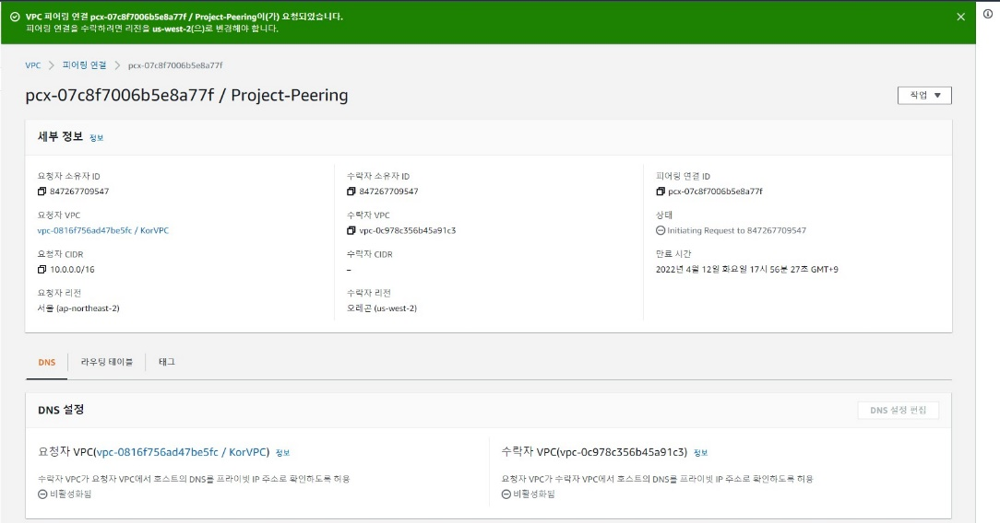 VPC 피어링 연결 pcx-07c8f7006b5e8a77f / Project-Peering이(가) 요청되었습니다.
피어링 연결을 수락하려면 리전을 us-west-2(으)로 변경해야 합니다.
VPC > 피어링 연결 > pcx-07c8f7006b5e8a77f
pcx-07c8f7006b5e8a77f / Project-Peering
작업
세부 정보 정보
요청자 소유자 ID
847267709547
요청자 VPC
vpc-0816f756ad47be5fc / KorVPC
요청자 CIDR
10.0.0.0/16
요청자 리전
서울 (ap-northeast-2)
수락자 소유자 ID
847267709547
수락자 VPC
vpc-0c978c356b45a91c3
수락자 CIDR
–
수락자 리전
오레곤 (us-west-2)
피어링 연결 ID
pcx-07c8f7006b5e8a77f
상태
Initiating Request to 847267709547
만료 시간
2022년 4월 12일 화요일 17시 56분 27초 GMT+9
DNS
라우팅 테이블
태그
DNS 설정
DNS 설정 편집
요청자 VPC(vpc-0816f756ad47be5fc / KorVPC) 정보
수락자 VPC가 요청자 VPC에서 호스트의 DNS를 프라이빗 IP 주소로 확인하도록 허용
비활성화됨
수락자 VPC(vpc-0c978c356b45a91c3) 정보
요청자 VPC가 수락자 VPC에서 호스트의 DNS를 프라이빗 IP 주소로 확인하도록 허용
비활성화됨